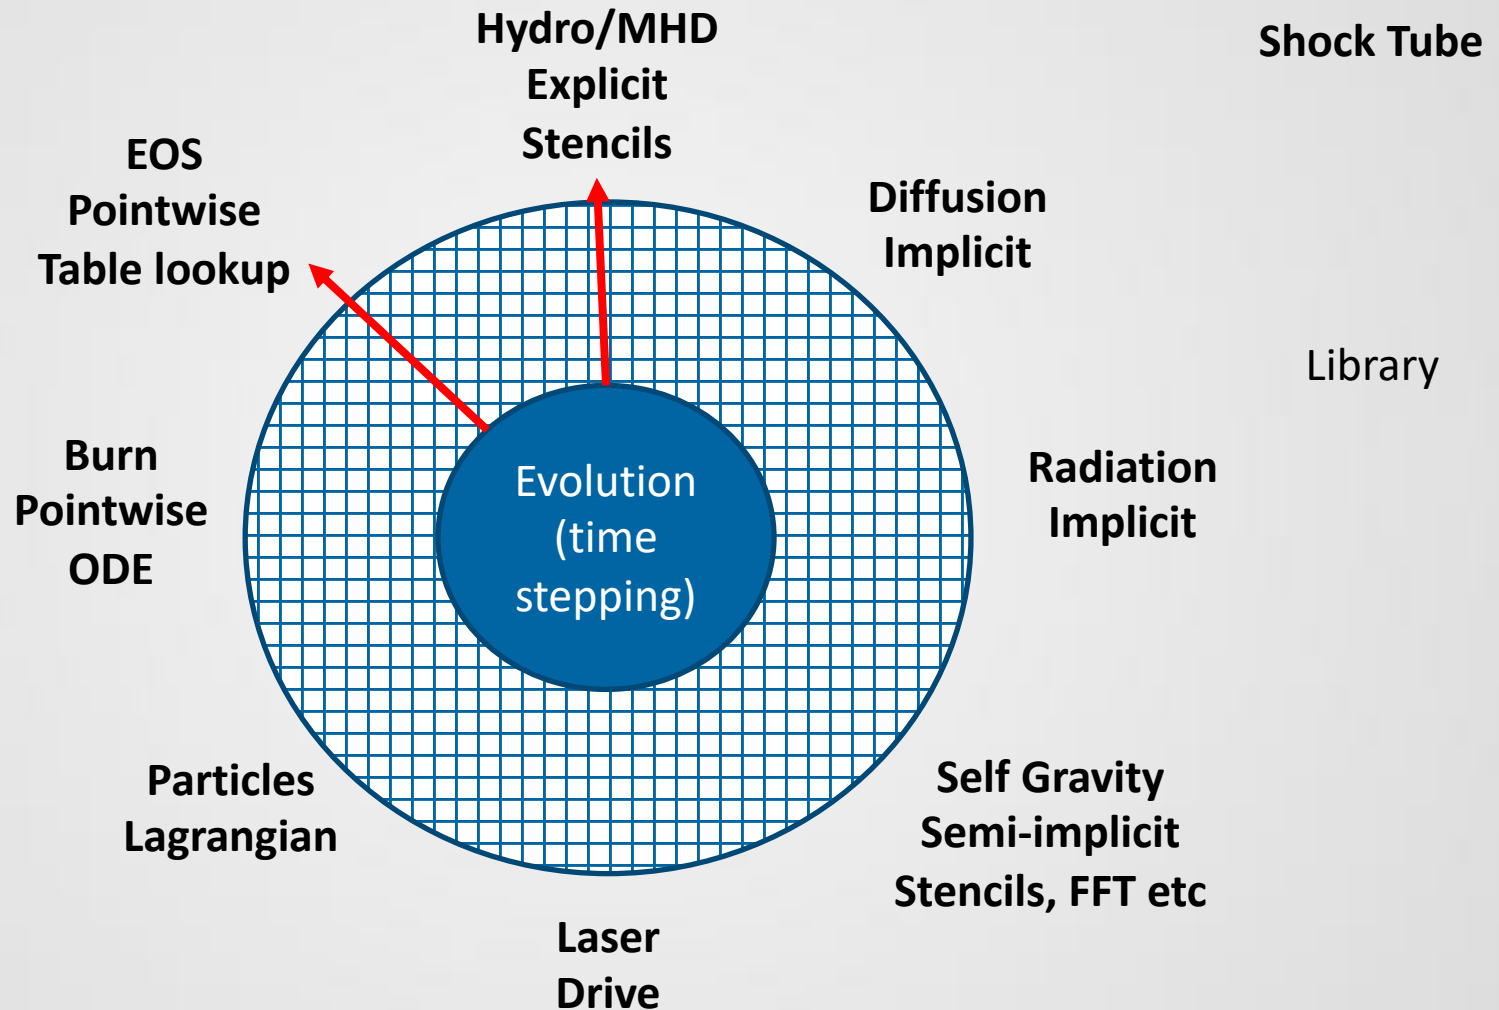 Hydro/MHD
Explicit
Stencils
Shock Tube
EOS
Pointwise
Table lookup
Diffusion
Implicit
Library
Burn
Pointwise
ODE
Evolution
(time
stepping)
Radiation
Implicit
Particles
Lagrangian
Self Gravity
Semi-implicit
Stencils, FFT etc
Laser
Drive